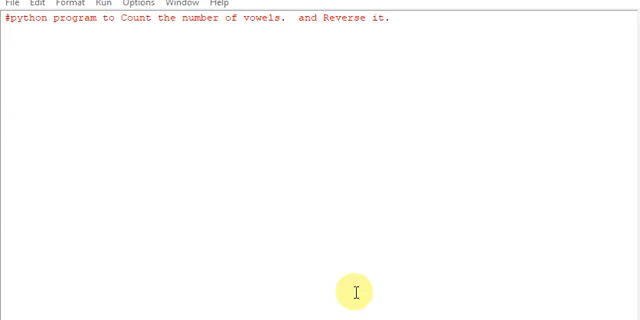 File Edit Format Run Options Window Help
#python program to Count the number of vowels.  and Reverse it.